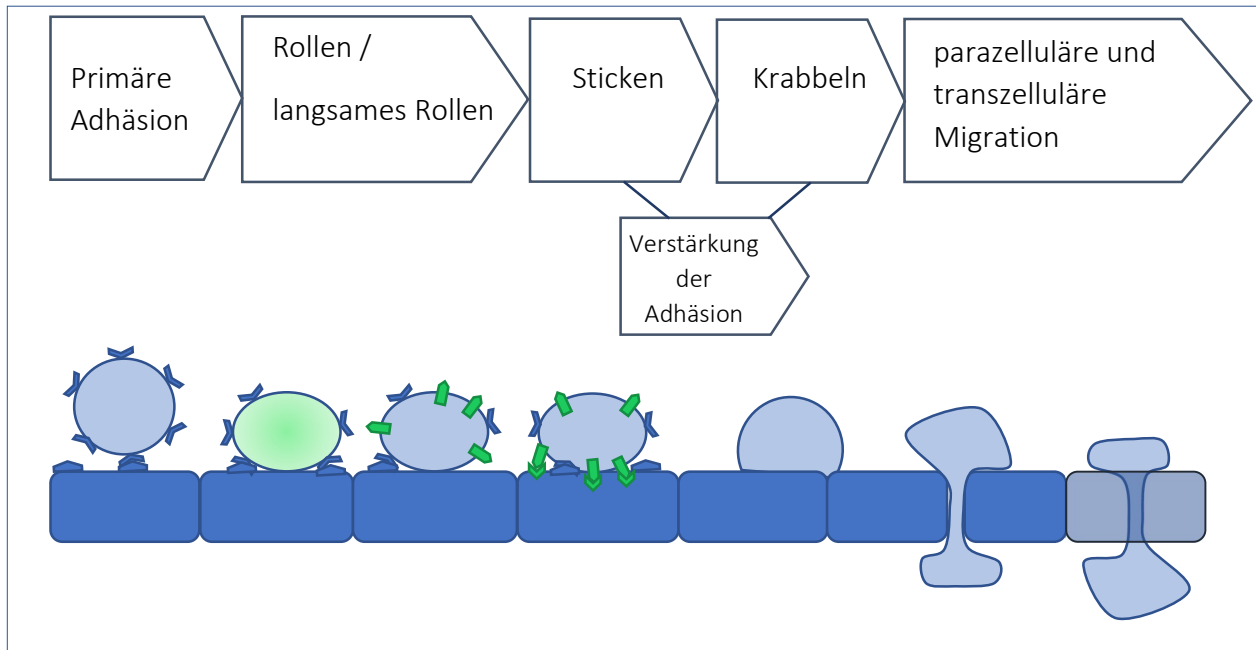 Primäre
Adhäsion
Rollen /
langsames Rollen
Sticken
Krabbeln
parazelluläre und
transzelluläre
Migration
Verstärkung
der
Adhäsion